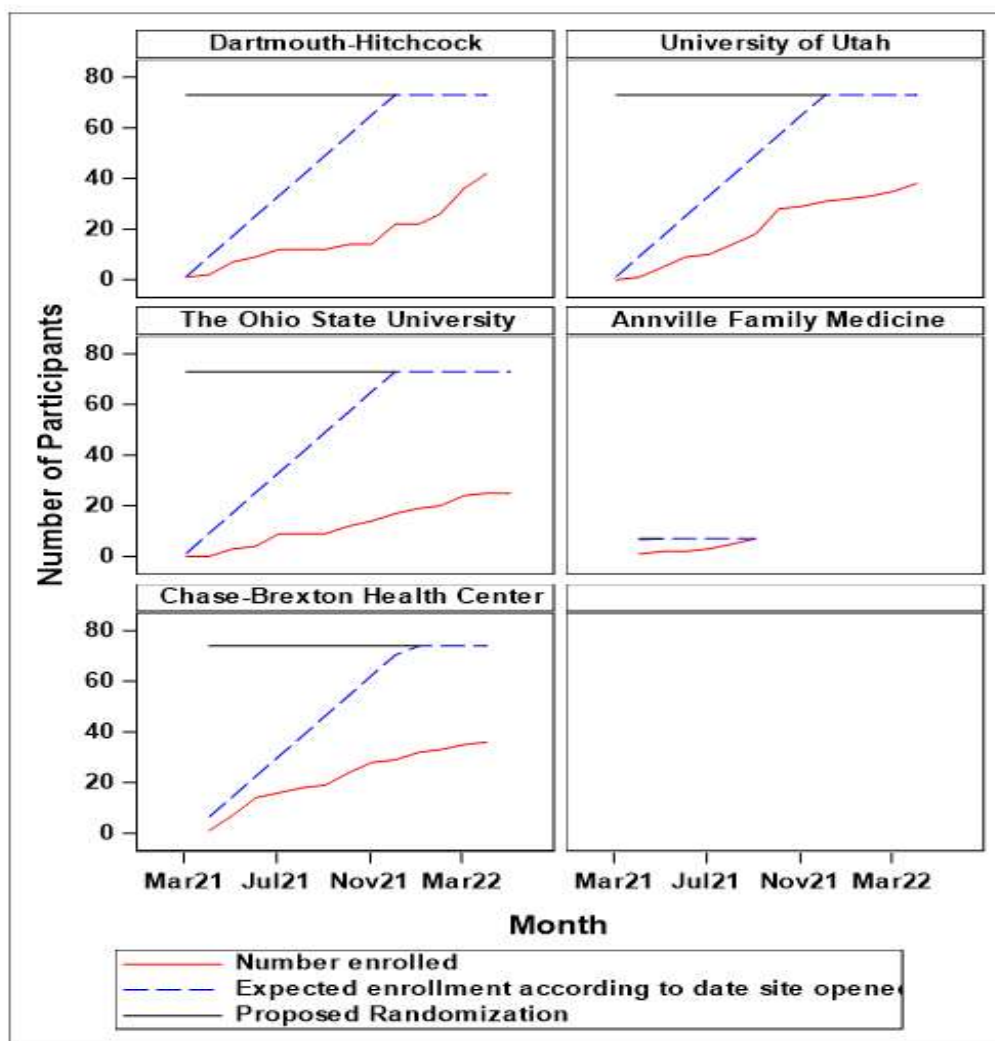 Dartmouth-Hitchcock
University of Utah
80
60
40
20
0
The Ohio State University
Annville Family Medicine
80
60
40
20
0
Chase-Brexton Health Center
80
60
40
20
0
Number of Participants
Mar21 Jul21 Nov21 Mar22
Mar21 Jul21 Nov21 Mar22
Month
Number enrolled
Expected enrollment according to date site opene
Proposed Randomization